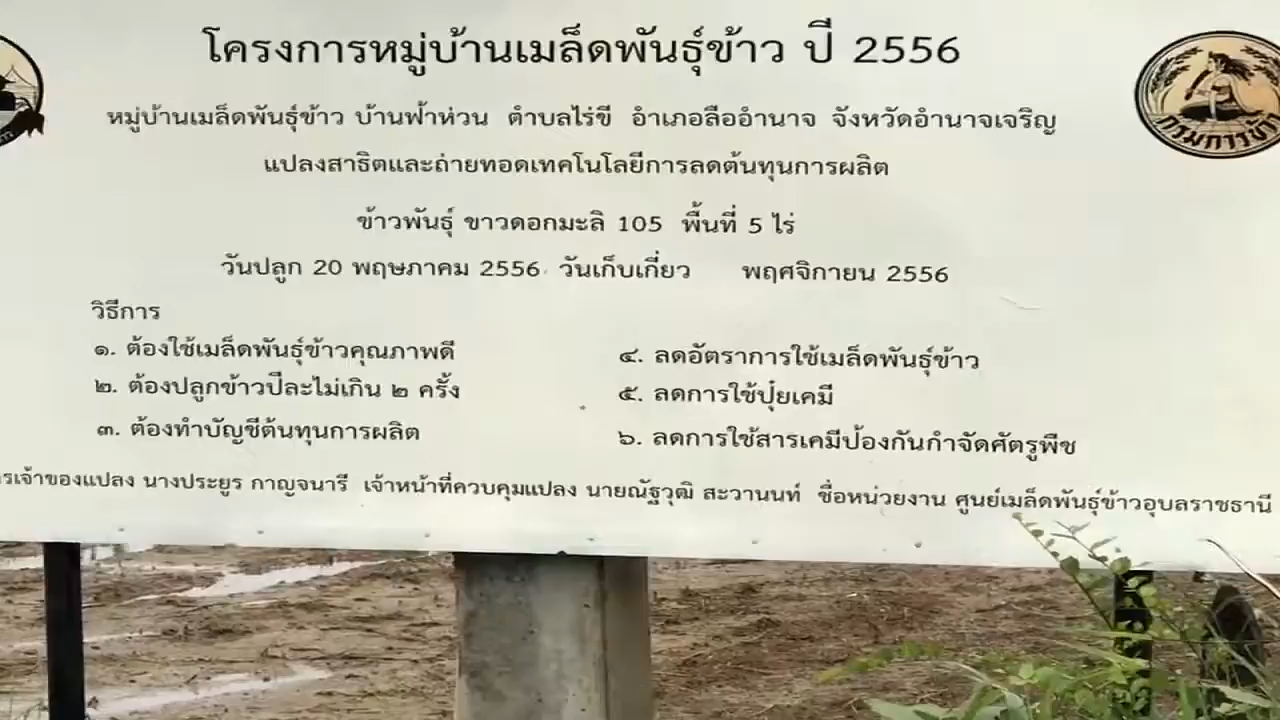 โครงการหมู่บ้านเมล็ดพันธุ์ข้าว ปี 2556
หมู่บ้านเมล็ดพันธุ์ข้าว บ้านฟ้าห่วน ตำบลไร่ขี อำเภอลืออำนาจ จังหวัดอำนาจเจริญ
แปลงสาธิตและถ่ายทอดเทคโนโลยีการลดต้นทุนการผลิต
ข้าวพันธุ์ ขาวดอกมะลิ 105 พื้นที่ 5 ไร่
วันปลูก 20 พฤษภาคม 2556 วันเก็บเกี่ยว พฤศจิกายน 2556
วิธีการ
๑. ต้องใช้เมล็ดพันธุ์ข้าวคุณภาพดี
๒. ต้องปลูกข้าวปีละไม่เกิน ๒ ครั้ง
๓. ต้องทำบัญชีต้นทุนการผลิต
๔. ลดอัตราการใช้เมล็ดพันธุ์ข้าว
๕. ลดการใช้ปุ๋ยเคมี
๖. ลดการใช้สารเคมีป้องกันกำจัดศัตรูพืช
เจ้าของแปลง นางประยูร กาญจนารี เจ้าหน้าที่ควบคุมแปลง นายณัฐวุฒิ สะวานนท์ ชื่อหน่วยงาน ศูนย์เมล็ดพันธุ์ข้าวอุบลราชธานี
กรมการข้าว